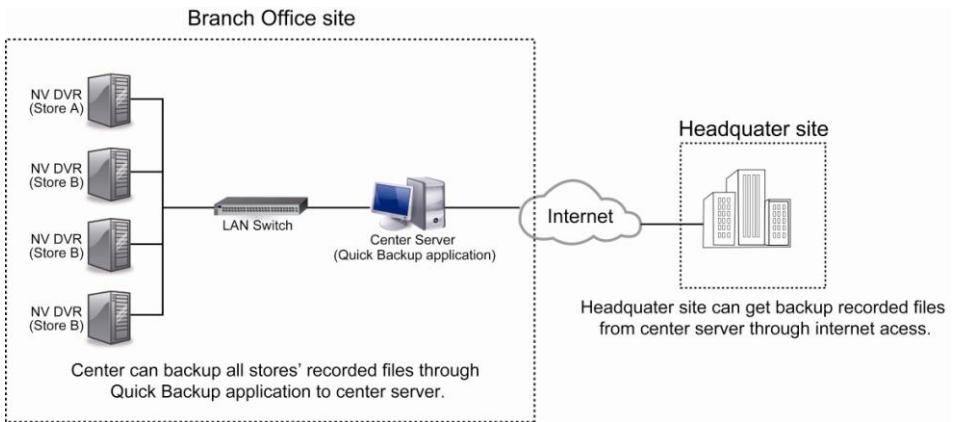 Branch Office site
NV DVR
(Store A)
NV DVR
(Store B)
NV DVR
(Store B)
NV DVR
(Store B)
LAN Switch
Center Server
(Quick Backup application)
Center can backup all stores' recorded files through
Quick Backup application to center server.
Internet
Headquater site
Headquater site can get backup recorded files
from center server through internet acess.